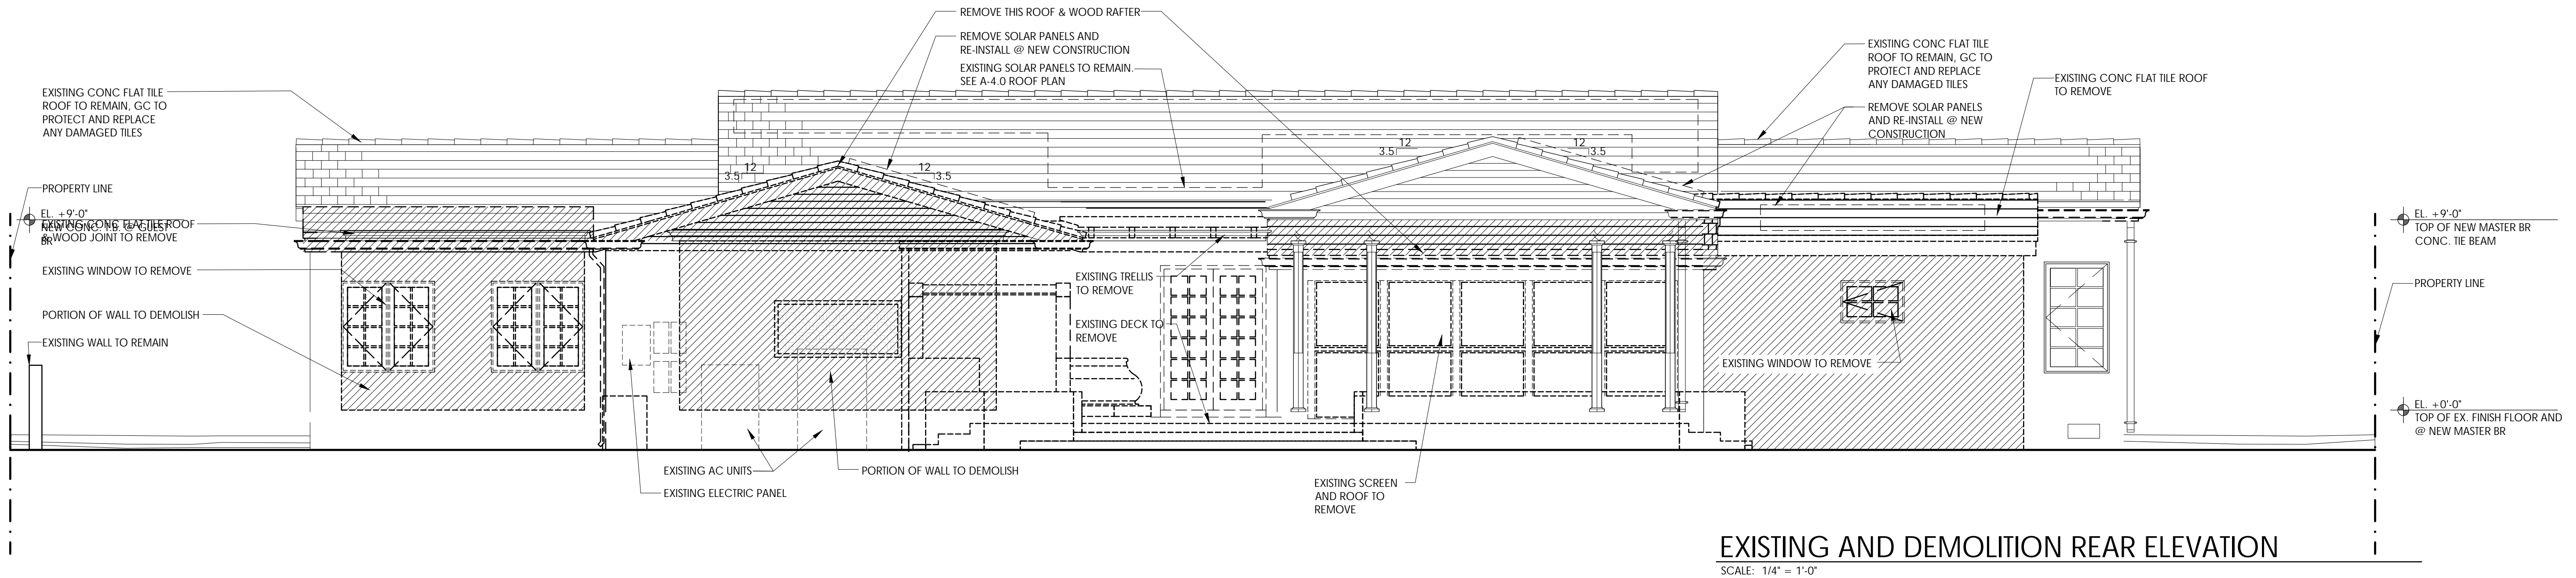 REMOVE THIS ROOF & WOOD RAFTER
REMOVE SOLAR PANELS AND
RE-INSTALL @ NEW CONSTRUCTION
EXISTING SOLAR PANELS TO REMAIN.
SEE A-4.0 ROOF PLAN
EXISTING CONC FLAT TILE
ROOF TO REMAIN, GC TO
PROTECT AND REPLACE
ANY DAMAGED TILES
EXISTING CONC FLAT TILE ROOF
TO REMOVE
REMOVE SOLAR PANELS
AND RE-INSTALL @ NEW
CONSTRUCTION
EXISTING CONC FLAT TILE
ROOF TO REMAIN, GC TO
PROTECT AND REPLACE
ANY DAMAGED TILES
12
3.5
12
3.5
12
3.5
12
3.5
PROPERTY LINE
EL. +9'-0"
NEW CONC. T.B. @ GUEST
BR
EXISTING CONC FLAT TILE ROOF
& WOOD JOINT TO REMOVE
EXISTING WINDOW TO REMOVE
PORTION OF WALL TO DEMOLISH
EXISTING WALL TO REMAIN
EXISTING TRELLIS
TO REMOVE
EXISTING DECK TO
REMOVE
EXISTING WINDOW TO REMOVE
EL. +9'-0"
TOP OF NEW MASTER BR
CONC. TIE BEAM
PROPERTY LINE
EL. +0'-0"
TOP OF EX. FINISH FLOOR AND
@ NEW MASTER BR
EXISTING AC UNITS
PORTION OF WALL TO DEMOLISH
EXISTING ELECTRIC PANEL
EXISTING SCREEN
AND ROOF TO
REMOVE
EXISTING AND DEMOLITION REAR ELEVATION
SCALE: 1/4" = 1'-0"